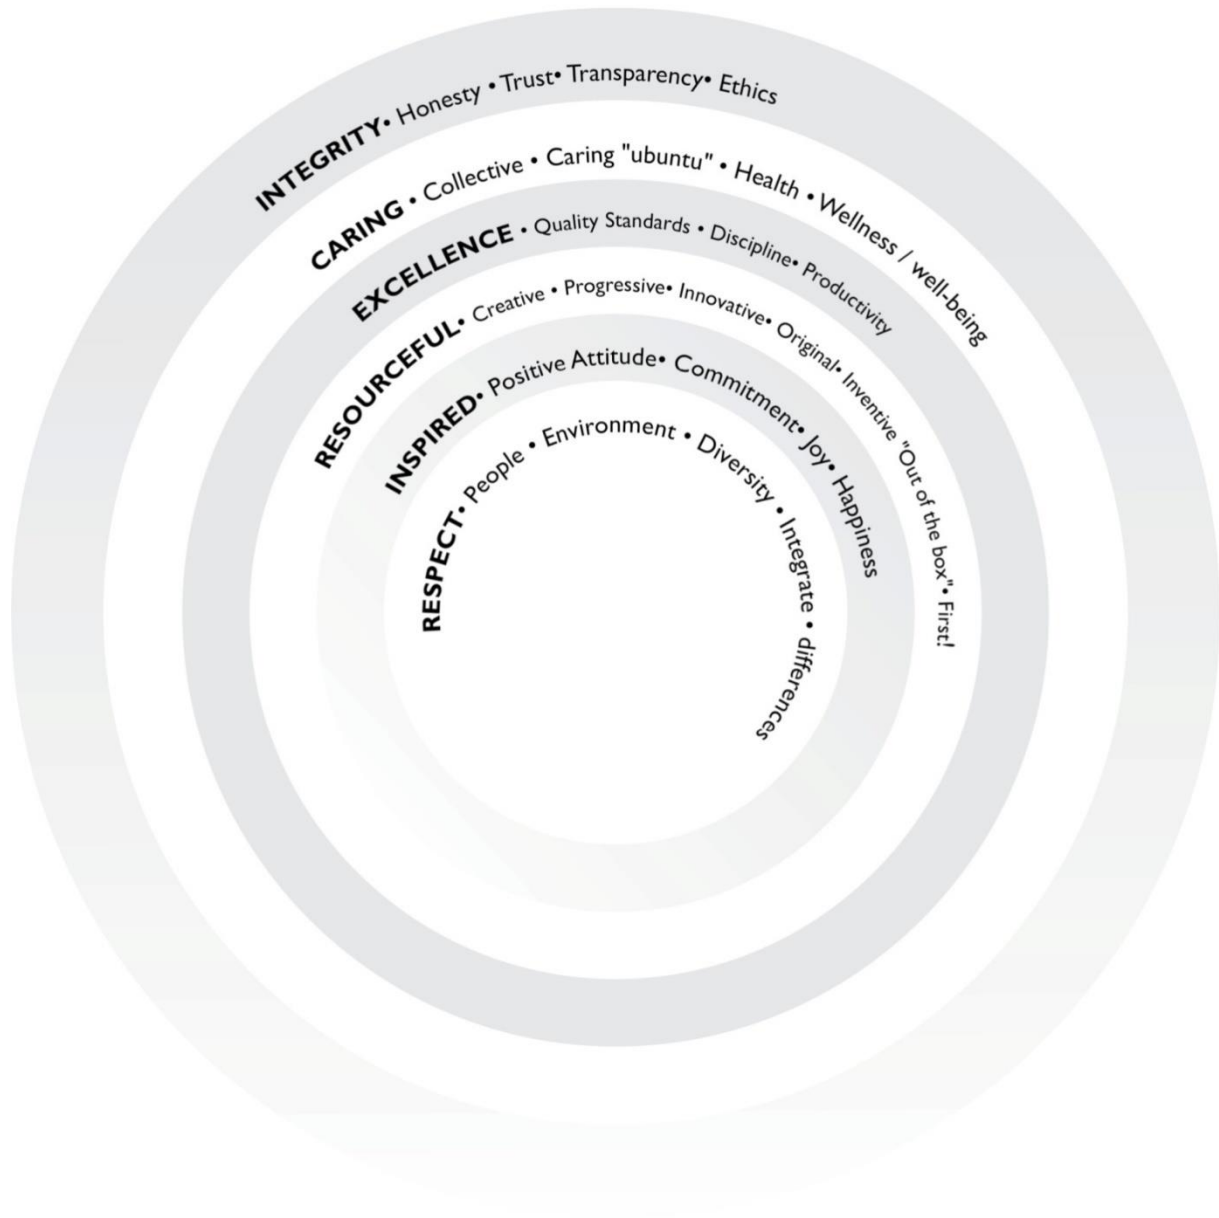 INTEGRITY• Honesty • Trust• Transparency• Ethics
CARING • Collective • Caring "ubuntu" • Health • Wellness / well-being
EXCELLENCE • Quality Standards • Discipline• Productivity
RESOURCEFUL• Creative • Progressive• Innovative• Original• Inventive "Out of the box"• First!
INSPIRED• Positive Attitude• Commitment• Joy• Happiness
RESPECT• People • Environment • Diversity • Integrate • differences